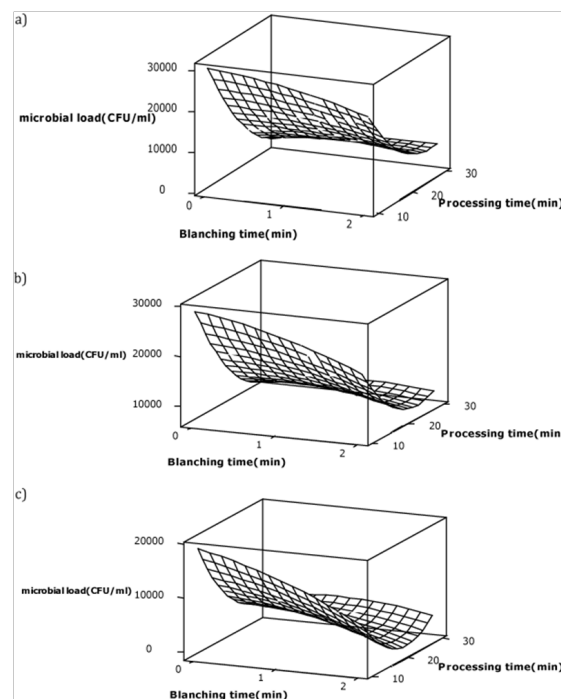 a)
30000
20000
microbial load(CFU/ml)
10000
0
0
1
2
10
20
30
Processing time(min)
Blanching time(min)
b)
30000
20000
microbial load(CFU/ml)
10000
0
1
2
10
20
30
Processing time(min)
Blanching time(min)
c)
20000
10000
microbial load(CFU/ml)
0
0
1
2
10
20
30
Processing time(min)
Blanching time(min)